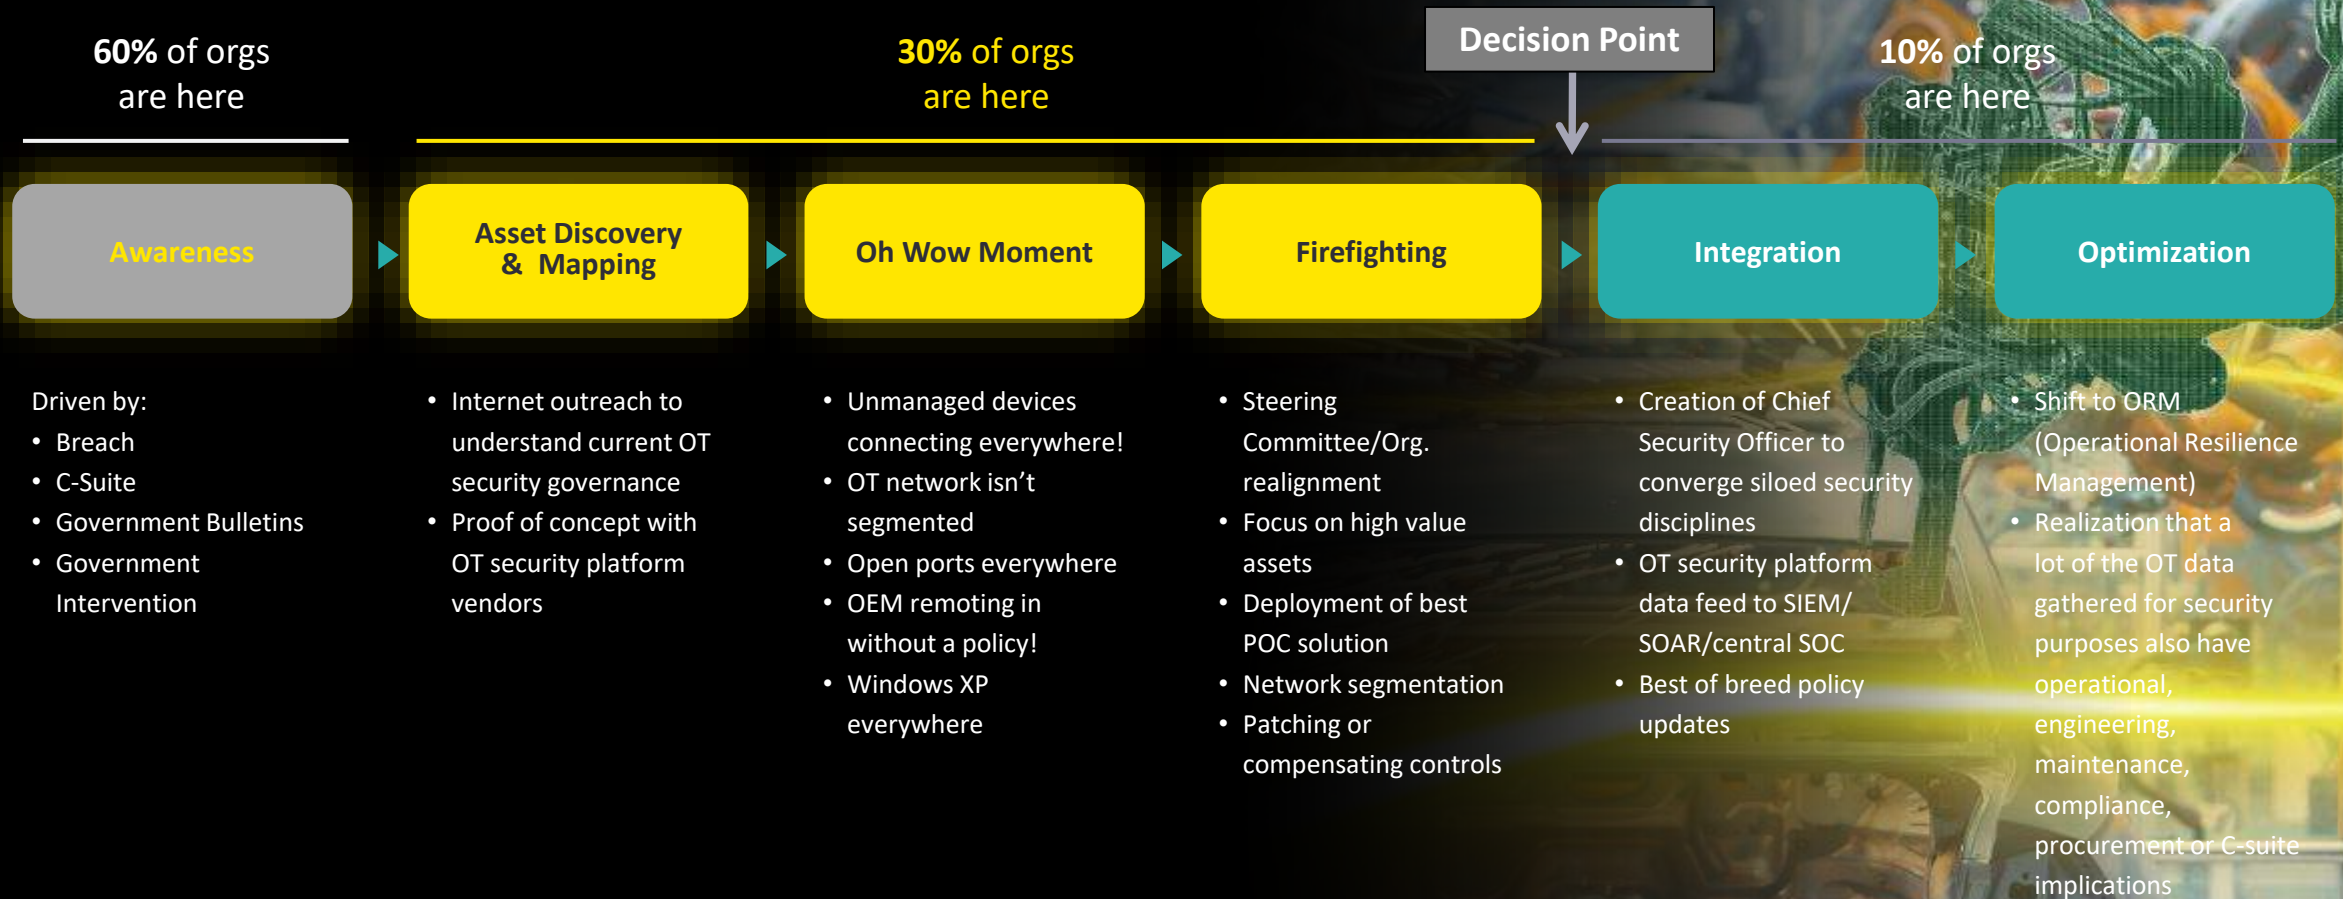 60% of orgs
are here
30% of orgs
are here
Decision Point
10% of orgs
are here
Awareness
Asset Discovery
& Mapping
Oh Wow Moment
Firefighting
Integration
Optimization
Driven by:
• Breach
• C-Suite
• Government Bulletins
• Government
Intervention
• Internet outreach to
understand current OT
security governance
• Proof of concept with
OT security platform
vendors
• Unmanaged devices
connecting everywhere!
• OT network isn’t
segmented
• Open ports everywhere
• OEM remoting in
without a policy!
• Windows XP
everywhere
• Steering
Committee/Org.
realignment
• Focus on high value
assets
• Deployment of best
POC solution
• Network segmentation
• Patching or
compensating controls
• Creation of Chief
Security Officer to
converge siloed security
disciplines
• OT security platform
data feed to SIEM/
SOAR/central SOC
• Best of breed policy
updates
• Shift to ORM
(Operational Resilience
Management)
• Realization that a
lot of the OT data
gathered for security
purposes also have
operational,
engineering,
maintenance,
compliance,
procurement or C-suite
implications